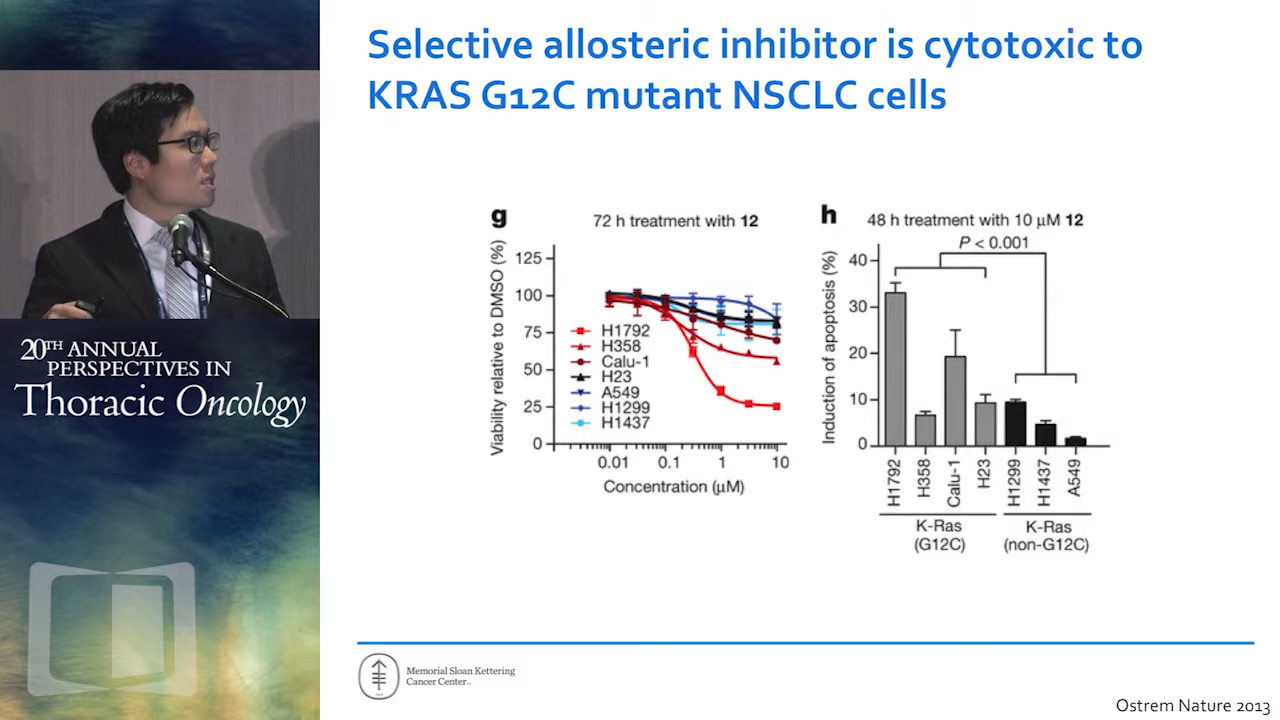 Selective allosteric inhibitor is cytotoxic to
KRAS G12C mutant NSCLC cells
20TH ANNUAL
PERSPECTIVES IN
Thoracic Oncology
g
72 h treatment with 12
Viability relative to DMSO (%)
125
100
75
50
25
0
H1792
H358
Calu-1
H23
A549
H1299
H1437
0.01
0.1
1
10
Concentration (μM)
h
48 h treatment with 10 μM 12
P < 0.001
Induction of apoptosis (%)
40
30
20
10
0
H1792
H358
Calu-1
H23
H1299
H1437
A549
K-Ras
(G12C)
K-Ras
(non-G12C)
Memorial Sloan Kettering
Cancer Center
Ostrem Nature 2013